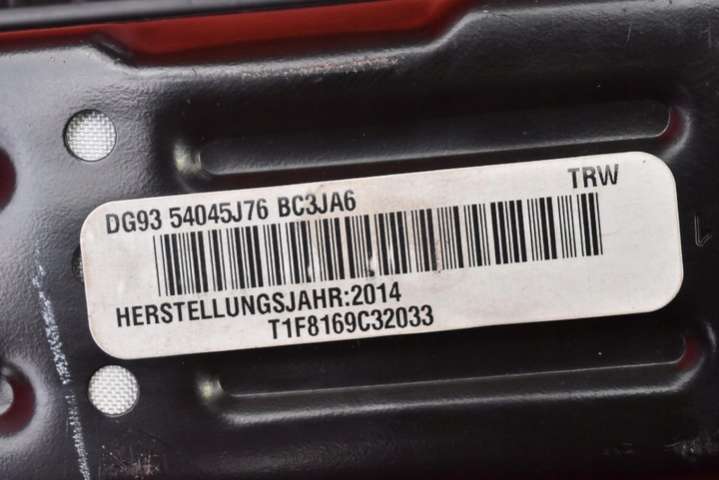 TRW
DG93 54045J76 BC3JA6
HERSTELLUNGSJAHR:2014
T1F8169C32033